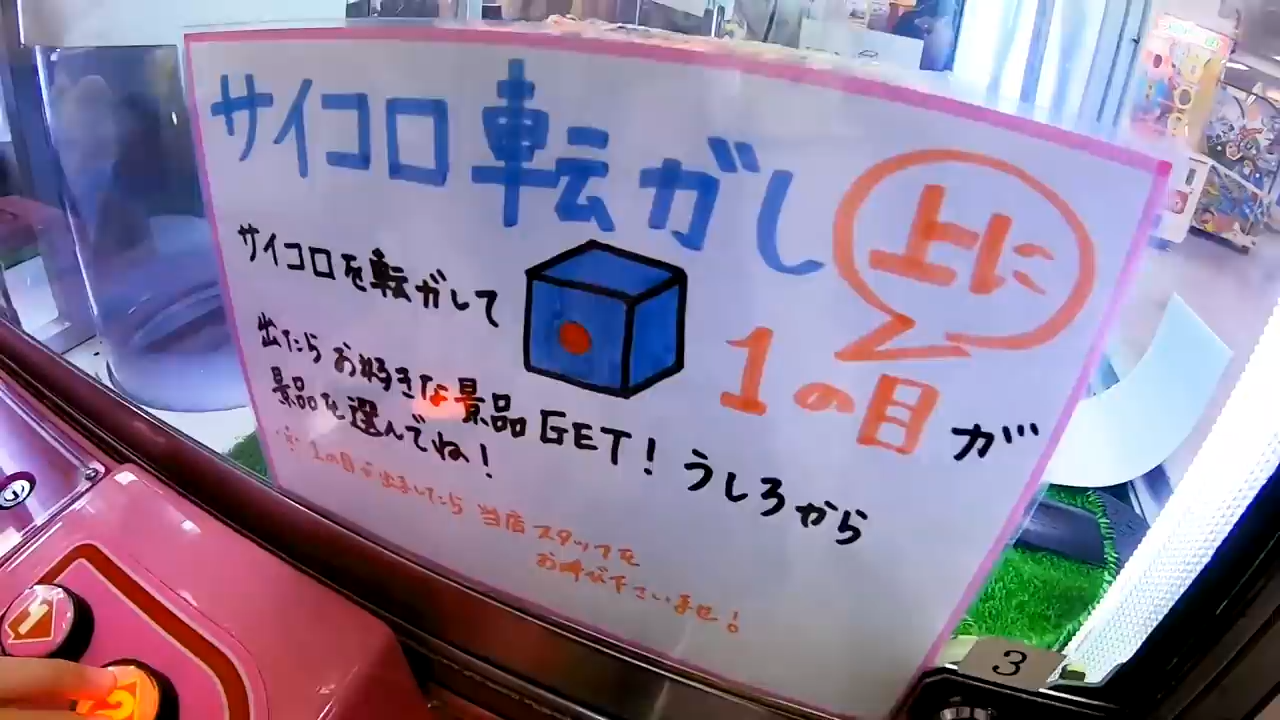 サイコロ転がし
上に
サイコロを転がして 1の目が
出たらお好きな景品GET! うしろから
景品を選んでね!
※1の目が出ましたら当店スタッフを
お呼び下さいませ!
3
2